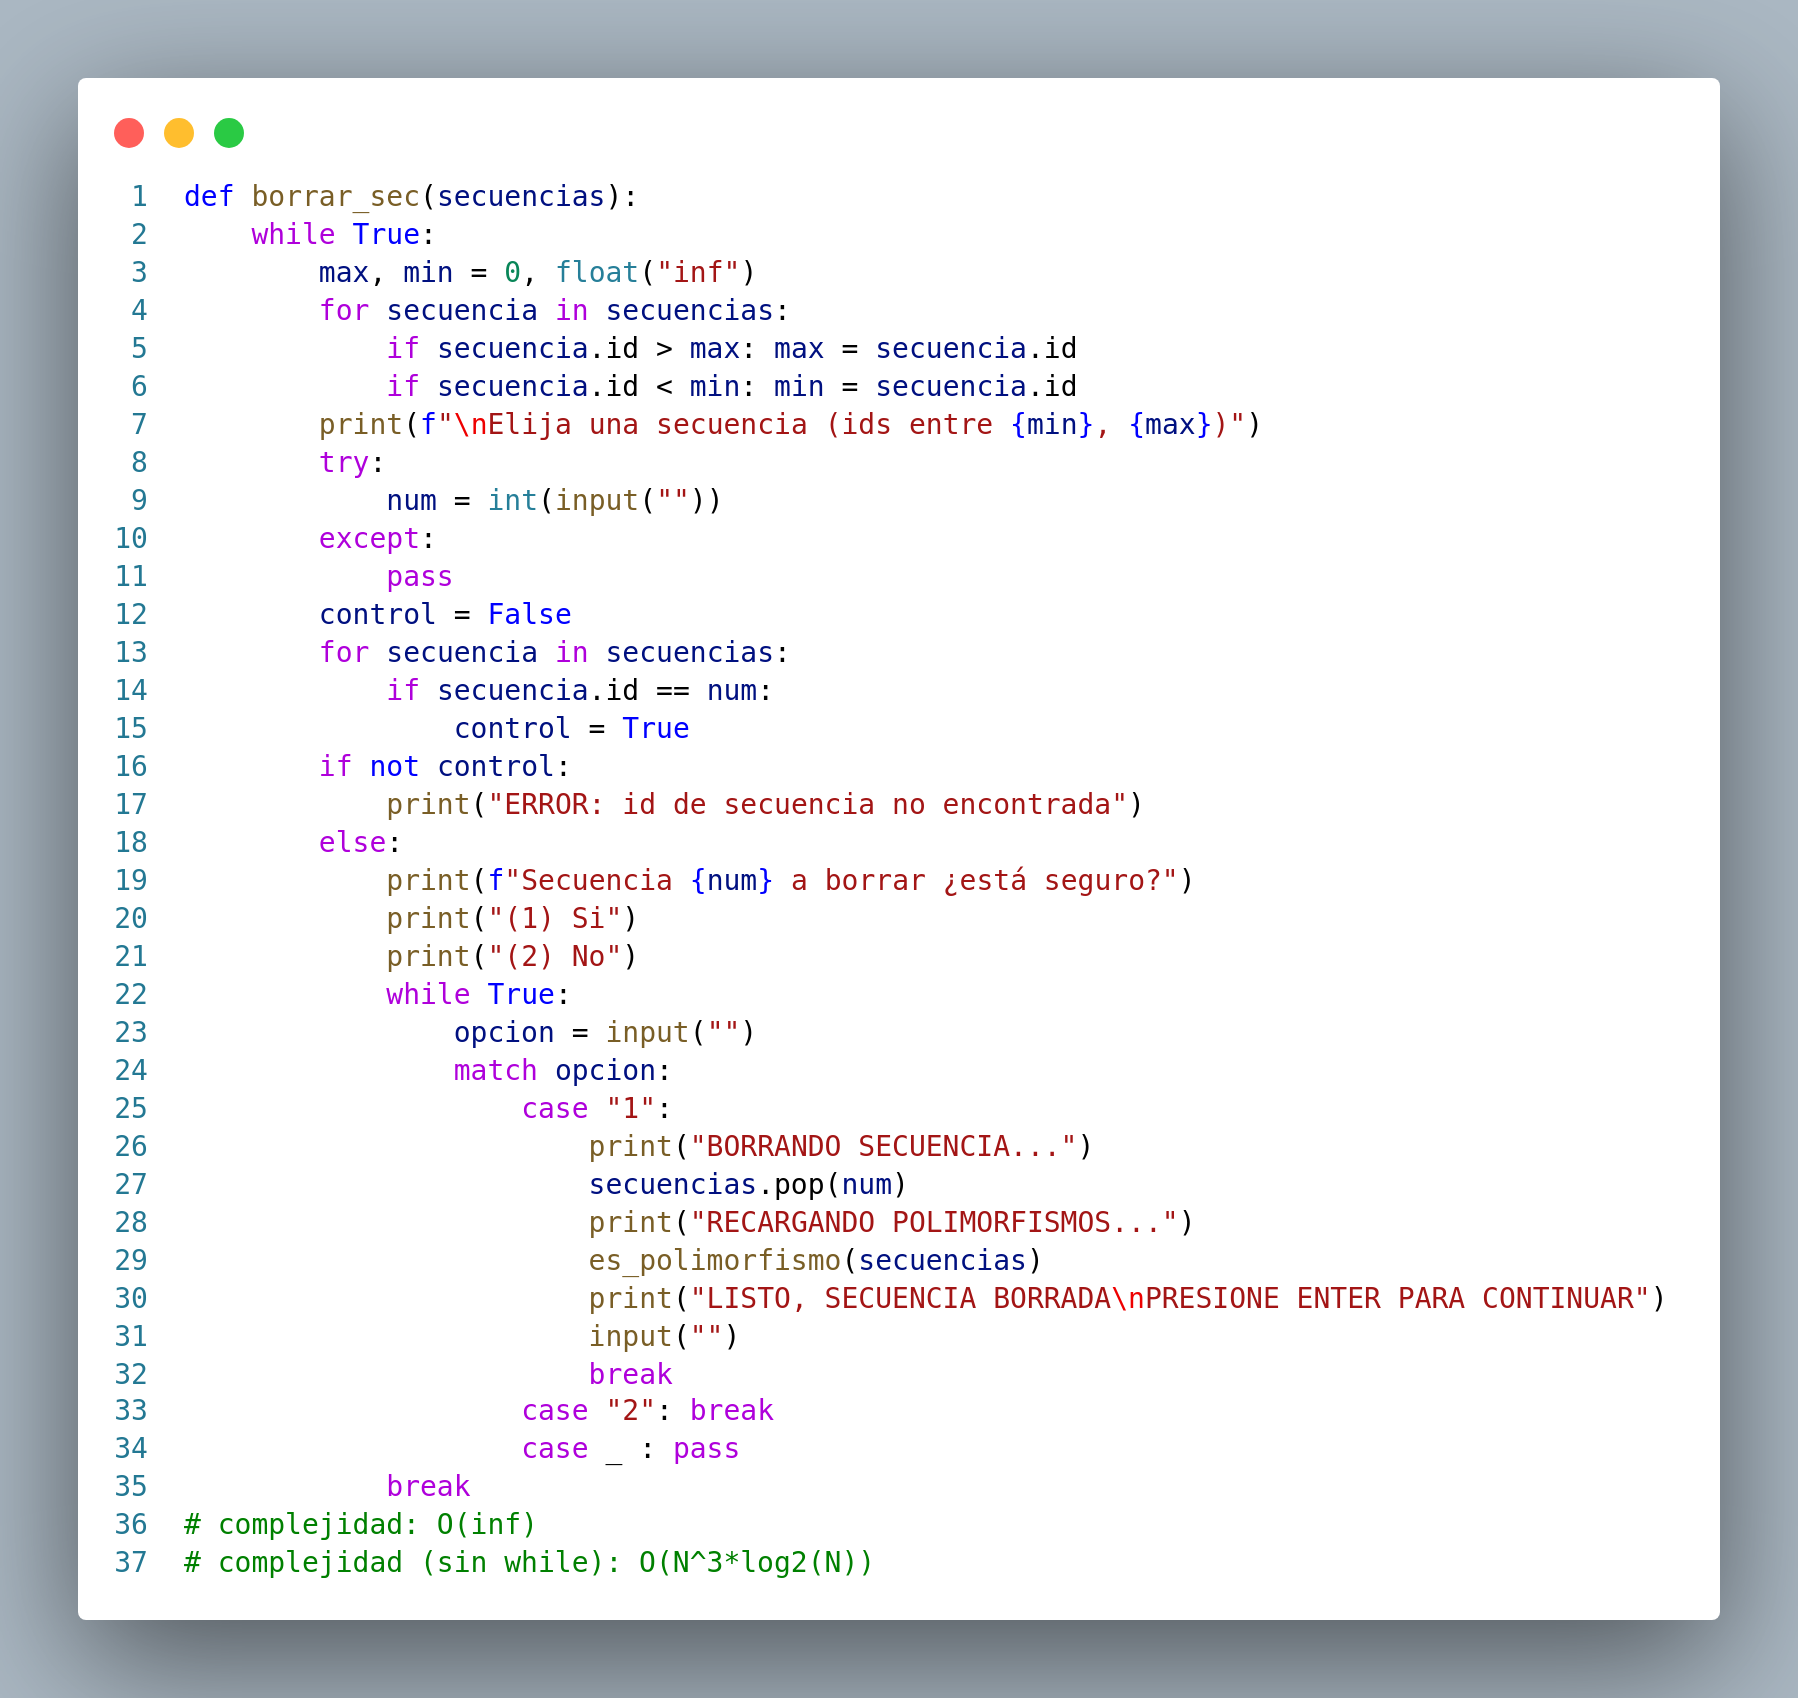 1 def borrar_sec(secuencias):
2     while True:
3         max, min = 0, float("inf")
4         for secuencia in secuencias:
5             if secuencia.id > max: max = secuencia.id
6             if secuencia.id < min: min = secuencia.id
7         print(f"\nElija una secuencia (ids entre {min}, {max})")
8         try:
9             num = int(input(""))
10         except:
11             pass
12         control = False
13         for secuencia in secuencias:
14             if secuencia.id == num:
15                 control = True
16         if not control:
17             print("ERROR: id de secuencia no encontrada")
18         else:
19             print(f"Secuencia {num} a borrar ¿está seguro?")
20             print("(1) Si")
21             print("(2) No")
22             while True:
23                 opcion = input("")
24                 match opcion:
25                     case "1":
26                         print("BORRANDO SECUENCIA...")
27                         secuencias.pop(num)
28                         print("RECARGANDO POLIMORFISMOS...")
29                         es_polimorfismo(secuencias)
30                         print("LISTO, SECUENCIA BORRADA\nPRESIONE ENTER PARA CONTINUAR")
31                         input("")
32                         break
33                     case "2": break
34                     case _ : pass
35             break
36 # complejidad: O(inf)
37 # complejidad (sin while): O(N^3*log2(N))